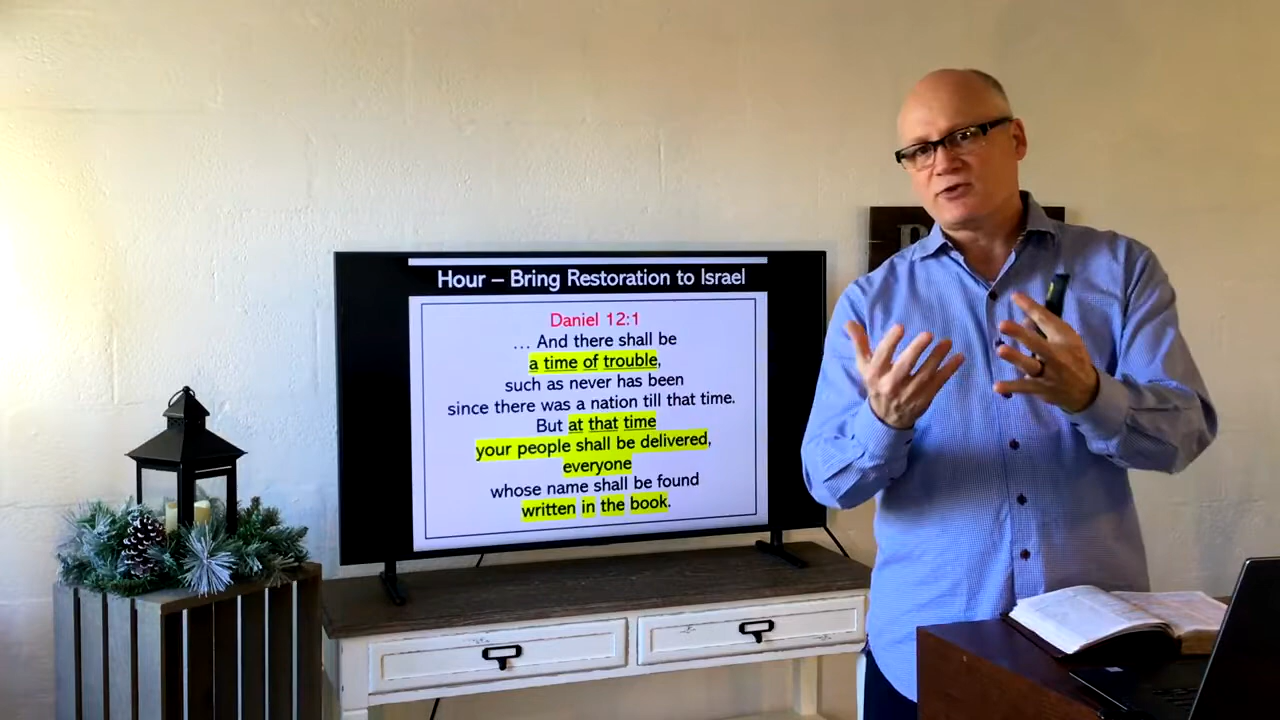 Hour – Bring Restoration to Israel
Daniel 12:1
… And there shall be
a time of trouble,
such as never has been
since there was a nation till that time.
But at that time
your people shall be delivered,
everyone
whose name shall be found
written in the book.